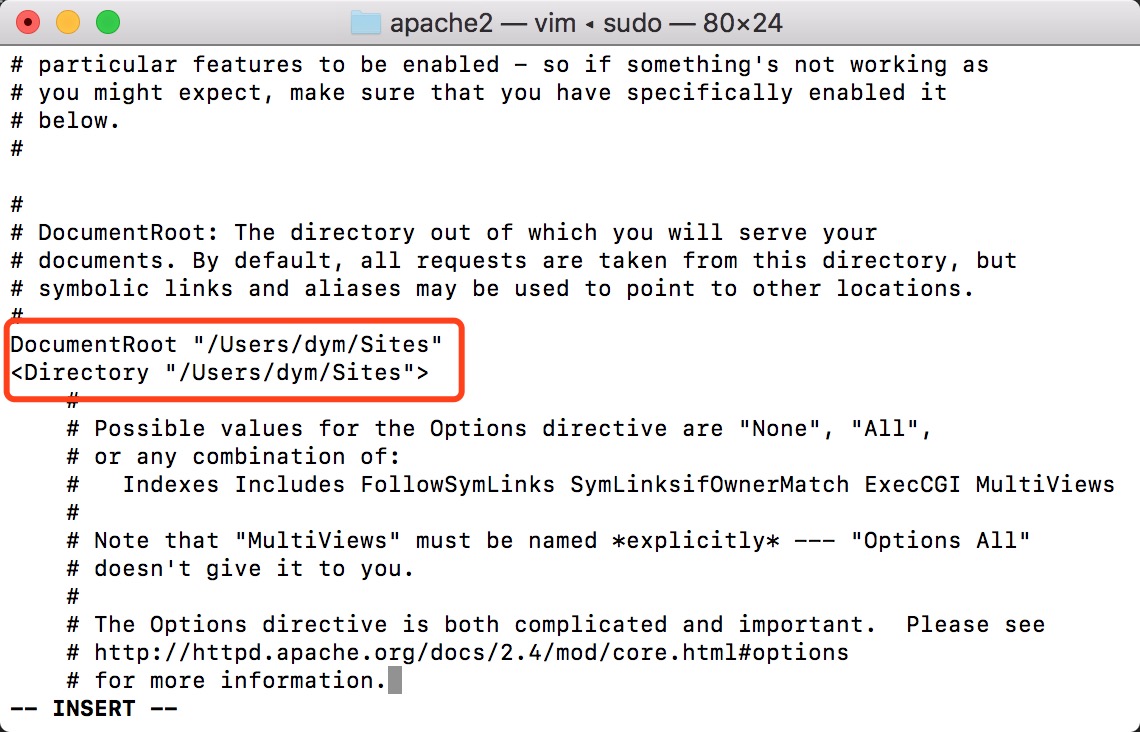 apache2 — vim ◂ sudo — 80×24
# particular features to be enabled - so if something's not working as
# you might expect, make sure that you have specifically enabled it
# below.
#
#
# DocumentRoot: The directory out of which you will serve your
# documents. By default, all requests are taken from this directory, but
# symbolic links and aliases may be used to point to other locations.
#
DocumentRoot "/Users/dym/Sites"
<Directory "/Users/dym/Sites">
    #
    # Possible values for the Options directive are "None", "All",
    # or any combination of:
    #   Indexes Includes FollowSymLinks SymLinksifOwnerMatch ExecCGI MultiViews
    #
    # Note that "MultiViews" must be named *explicitly* --- "Options All"
    # doesn't give it to you.
    #
    # The Options directive is both complicated and important.  Please see
    # http://httpd.apache.org/docs/2.4/mod/core.html#options
    # for more information.
-- INSERT --